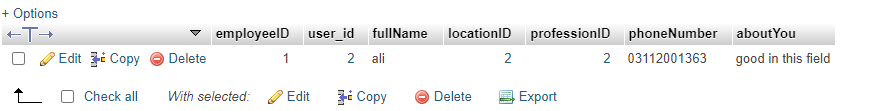 + Options
employeeID user_id fullName locationID professionID phoneNumber aboutYou
Edit Copy Delete 1 2 ali 2 2 03112001363 good in this field
Check all With selected: Edit Copy Delete Export